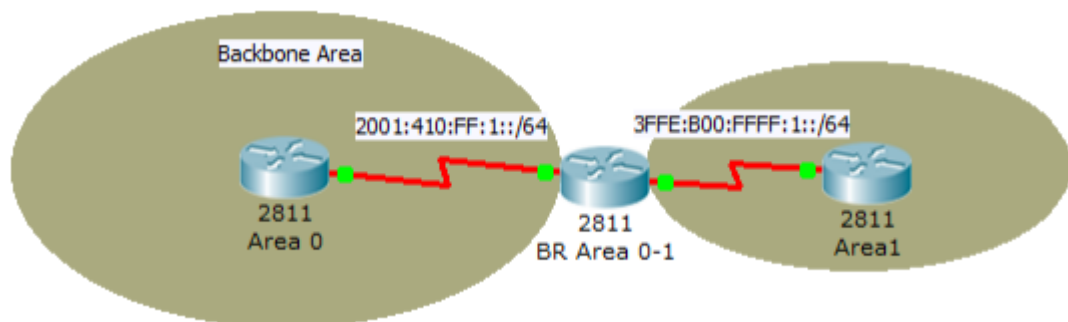 Backbone Area
2001:410:FF:1::/64
3FFE:B00:FFFF:1::/64
2811
Area 0
2811
BR Area 0-1
2811
Area1